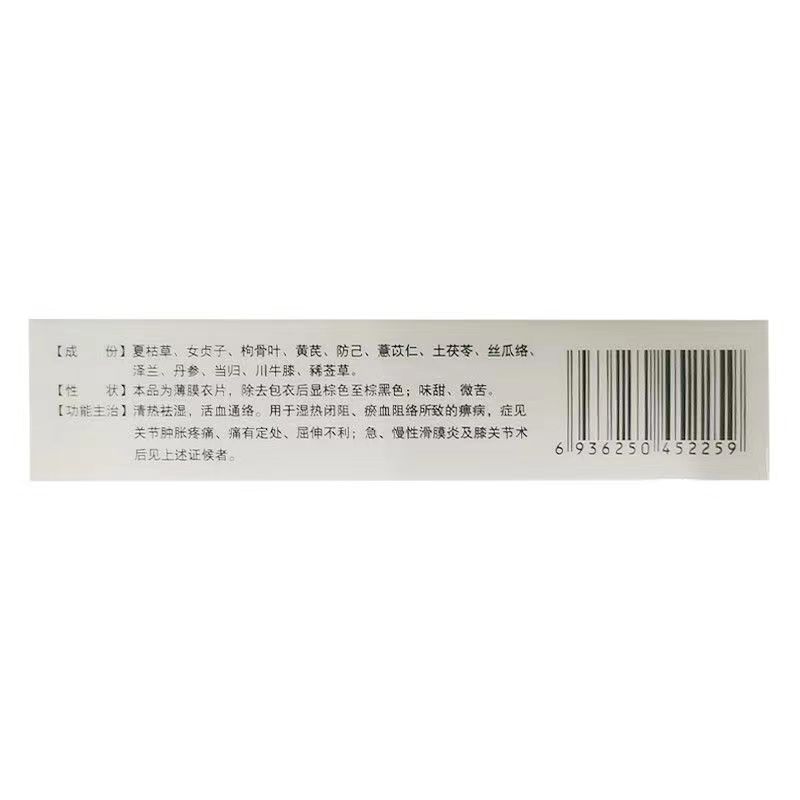 【成　份】夏枯草、女贞子、枸骨叶、黄芪、防己、薏苡仁、土茯苓、丝瓜络、
泽兰、丹参、当归、川牛膝、豨莶草。
【性　状】本品为薄膜衣片，除去包衣后显棕色至棕黑色；味甜、微苦。
【功能主治】清热祛湿，活血通络。用于湿热闭阻、瘀血阻络所致的痹病，症见
关节肿胀疼痛、痛有定处、屈伸不利；急、慢性滑膜炎及膝关节术
后见上述证候者。
6 936250 452259